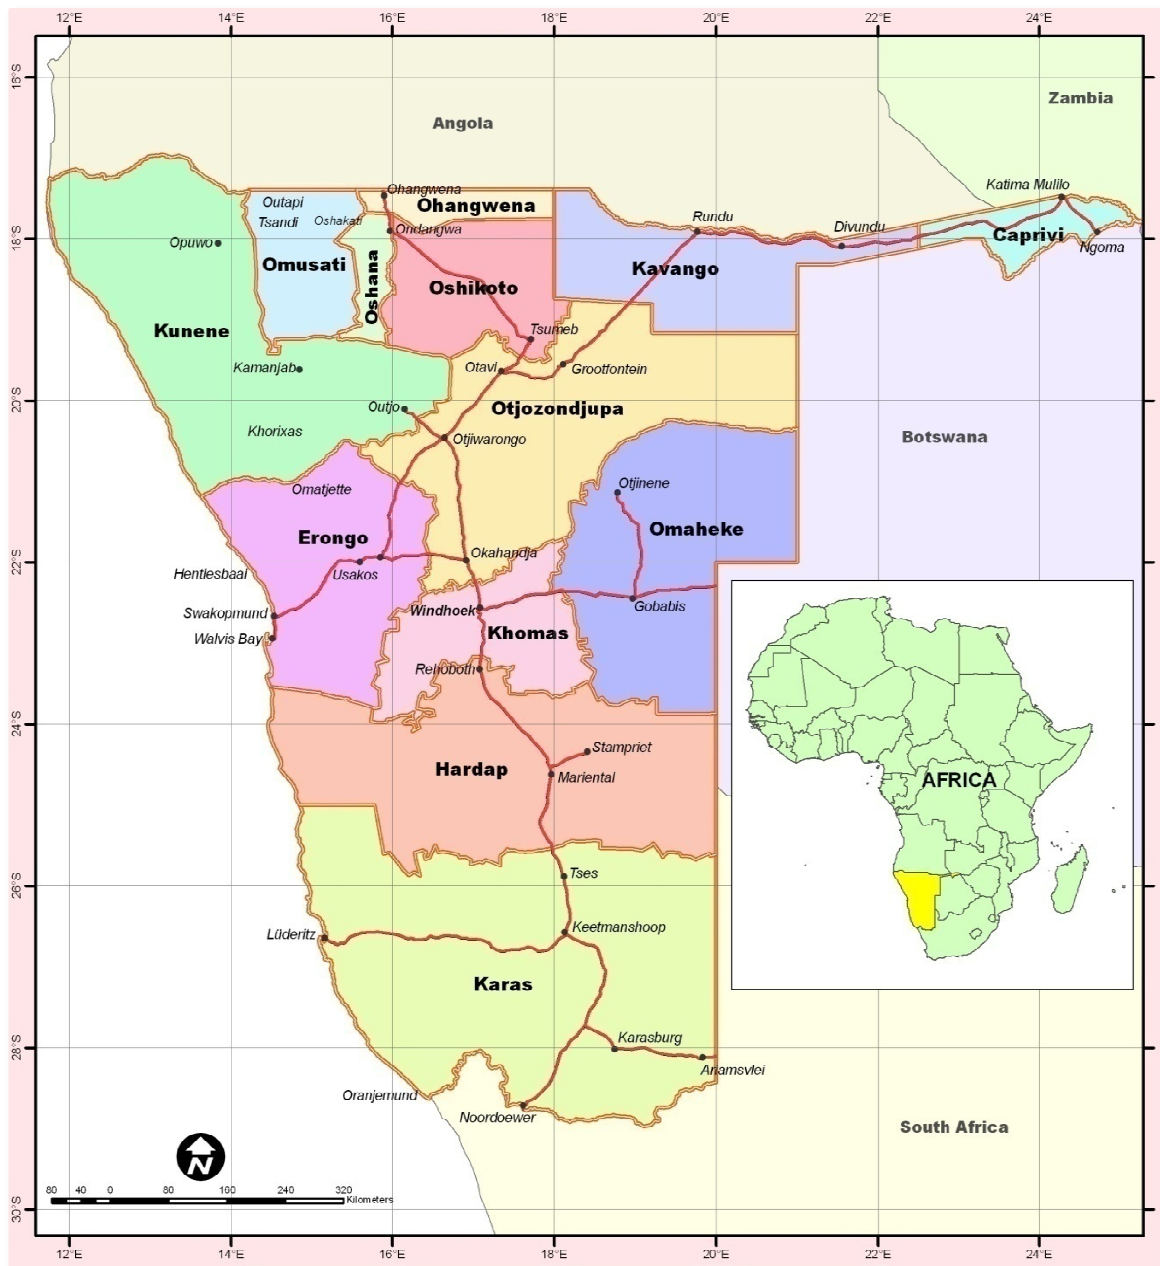 12°E 14°E 16°E 18°E 20°E 22°E 24°E
16°S
18°S
20°S
22°S
24°S
26°S
28°S
30°S
Zambia
Angola
Katima Mulilo
Ohangwena
Outapi
Ohangwena
Tsandi
Oshakati
Rundu
Divundu
Ondangwa
Caprivi
Opuwo
Ngoma
Omusati
Kavango
Oshana
Oshikoto
Kunene
Tsumeb
Kamanjab
Otavi
Grootfontein
Outjo
Otjozondjupa
Khorixas
Otjiwarongo
Botswana
Omatjette
Otjinene
Omaheke
Erongo
Okahandja
Hentiesbaai
Usakos
Swakopmund
Windhoek
Gobabis
Walvis Bay
Khomas
Rehoboth
Stampriet
Hardap
Mariental
AFRICA
Tses
Lüderitz
Keetmanshoop
Karas
Karasburg
Ariamsvlei
Oranjemund
Noordoewer
South Africa
N
80 40 0 80 160 240 320
Kilometers
12°E 14°E 16°E 18°E 20°E 22°E 24°E